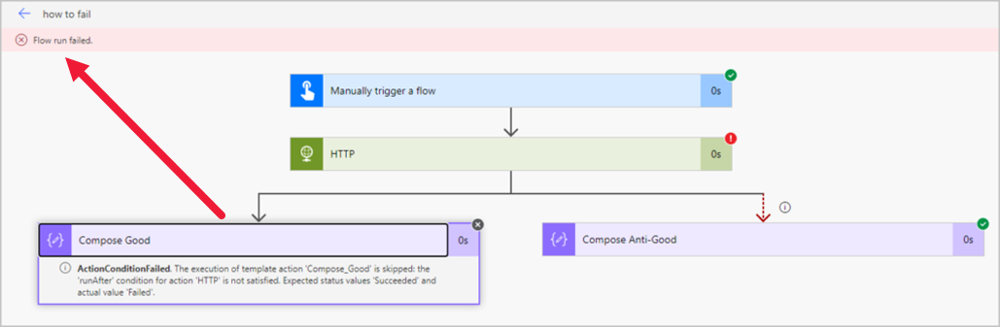 how to fail
Flow run failed.
Manually trigger a flow
0s
HTTP
0s
Compose Good
0s
Compose Anti-Good
0s
ActionConditionFailed. The execution of template action 'Compose_Good' is skipped: the
'runAfter' condition for action 'HTTP' is not satisfied. Expected status values 'Succeeded' and
actual value 'Failed'.